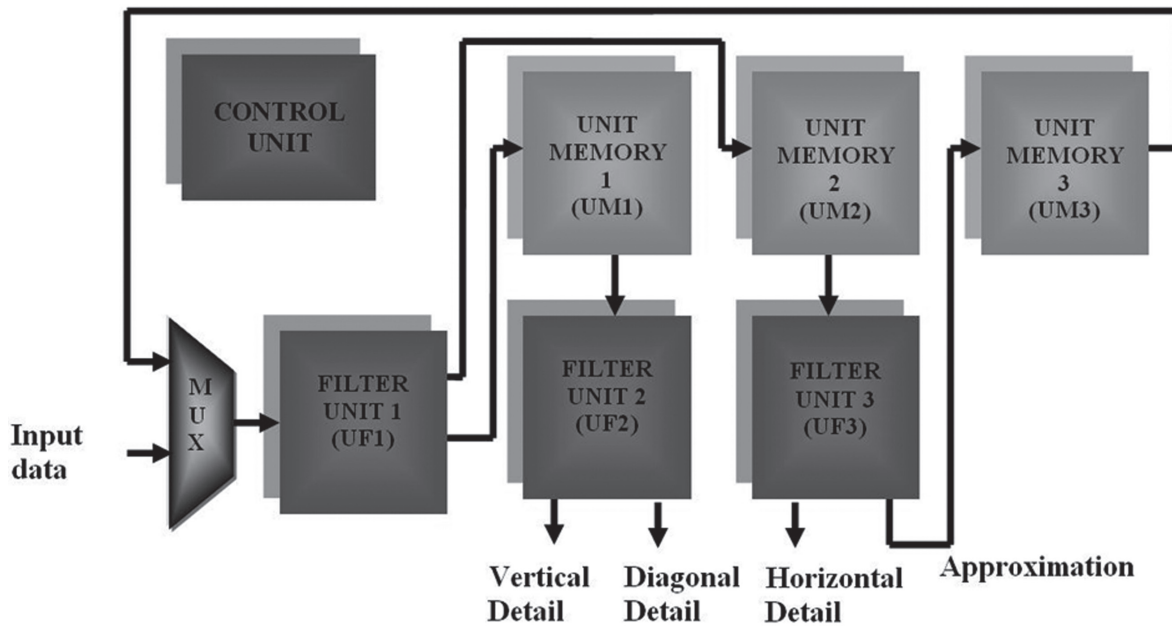 CONTROL
UNIT
UNIT
MEMORY
1
(UM1)
UNIT
MEMORY
2
(UM2)
UNIT
MEMORY
3
(UM3)
M
U
X
FILTER
UNIT 1
(UF1)
FILTER
UNIT 2
(UF2)
FILTER
UNIT 3
(UF3)
Input
data
Vertical
Detail
Diagonal
Detail
Horizontal
Detail
Approximation